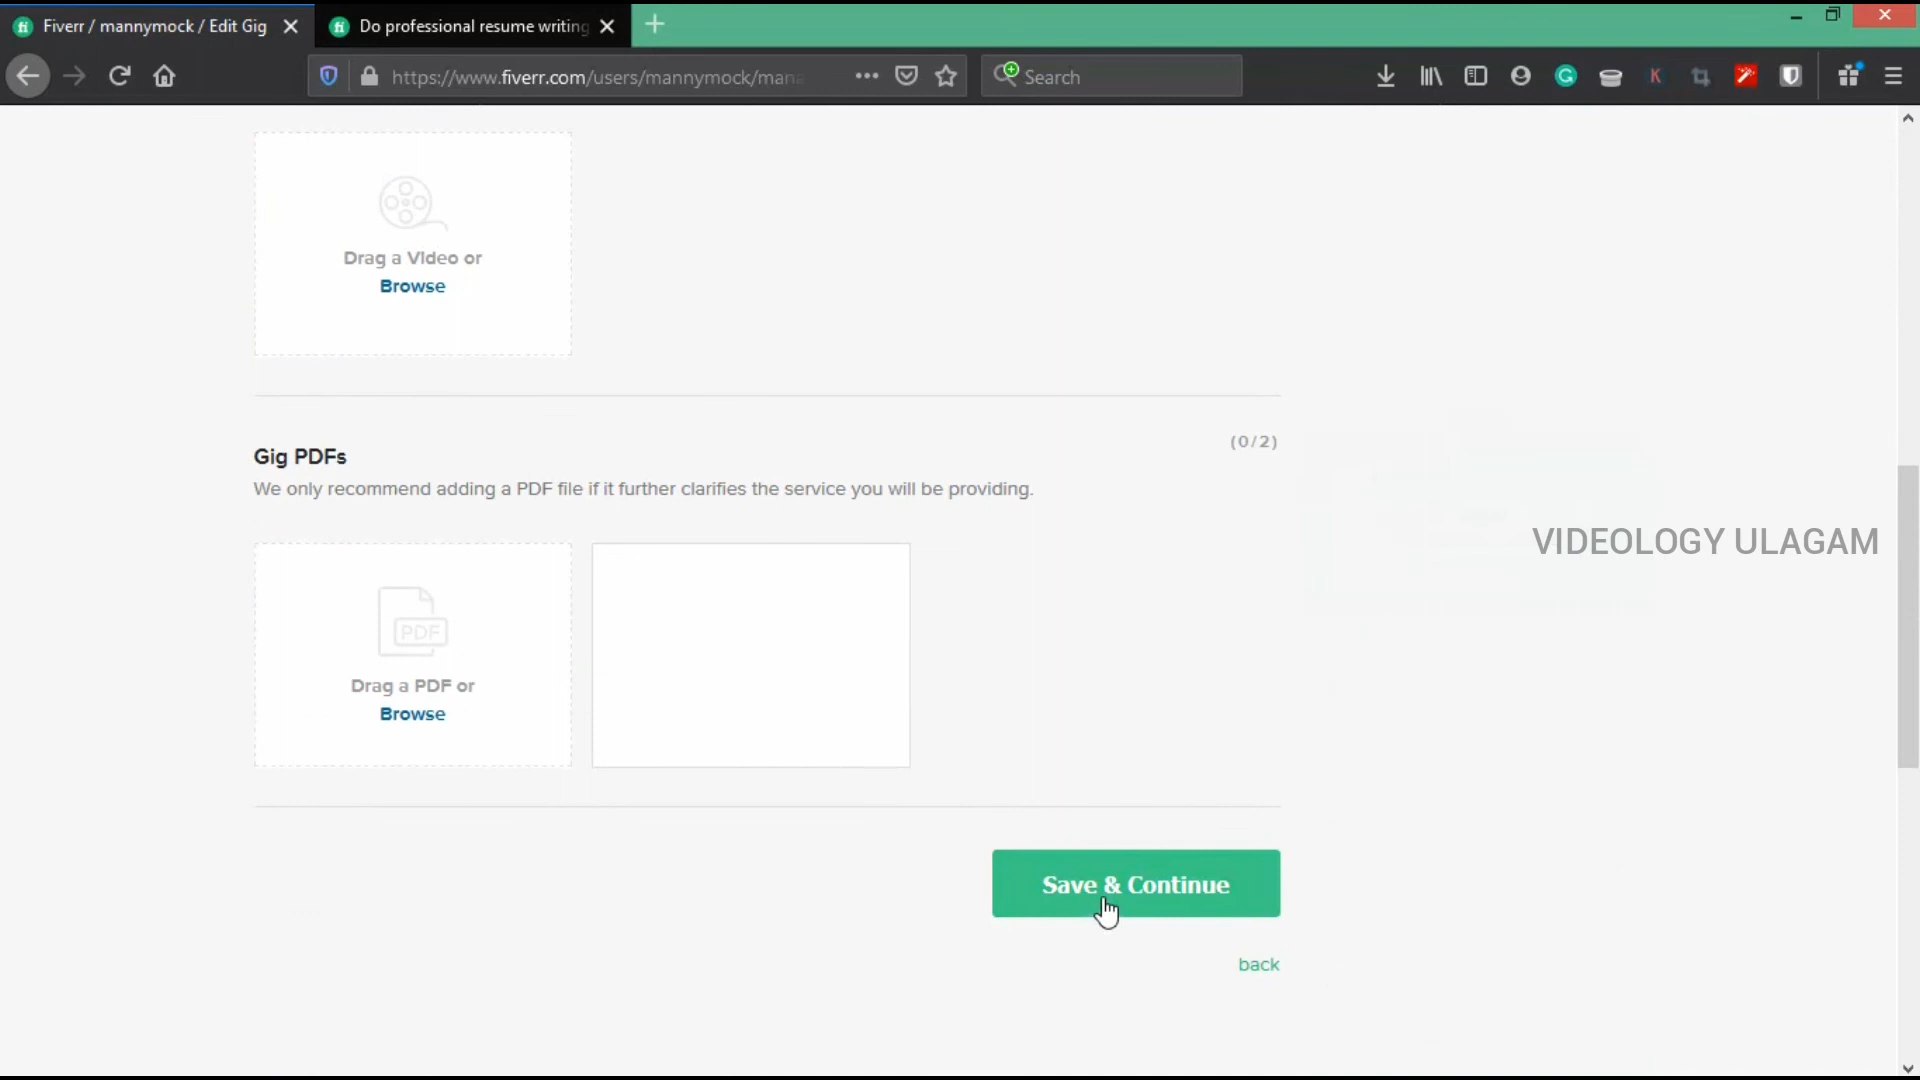 Fiverr / mannymock / Edit Gig
Do professional resume writing
https://www.fiverr.com/users/mannymock/mana
Search
Drag a Video or
Browse
Gig PDFs
(0/2)
We only recommend adding a PDF file if it further clarifies the service you will be providing.
VIDEOLOGY ULAGAM
PDF
Drag a PDF or
Browse
Save & Continue
back